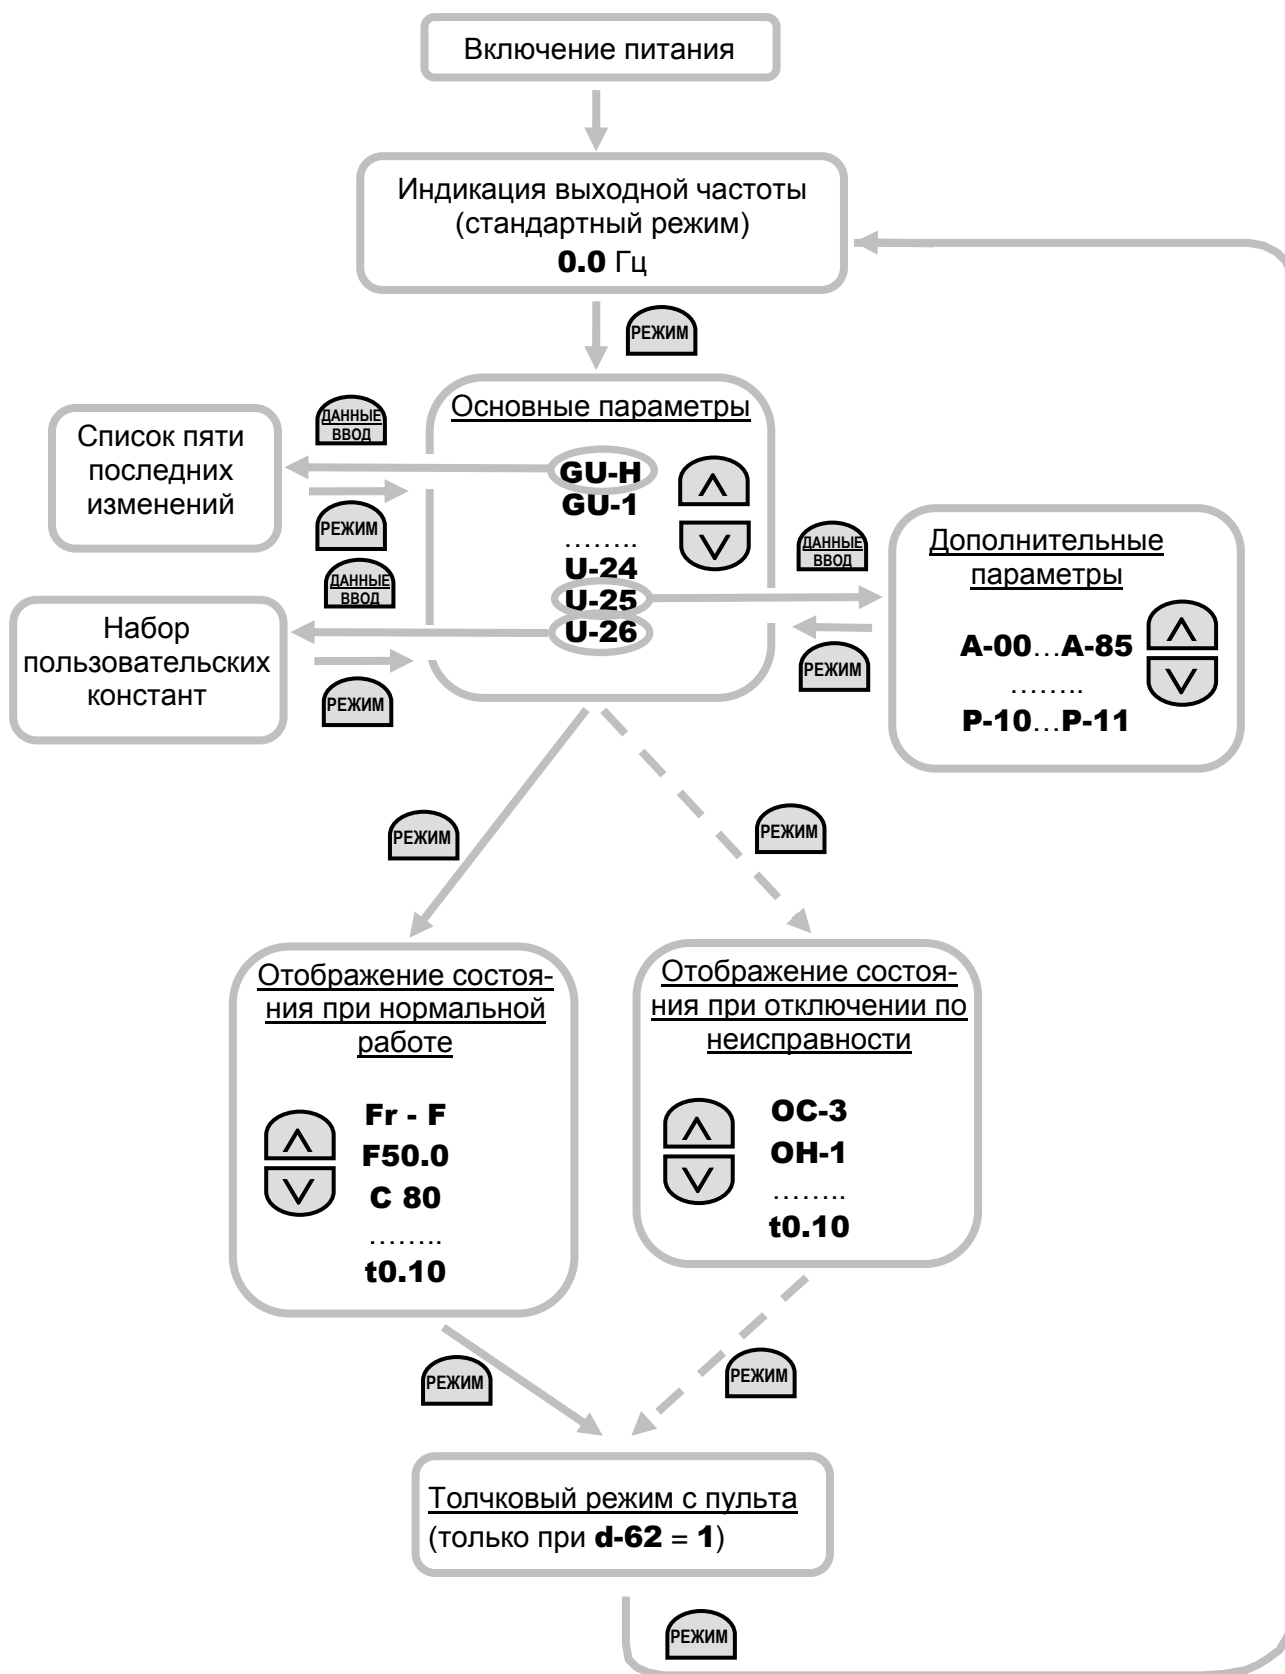 Включение питания
Индикация выходной частоты
(стандартный режим)
0.0 Гц
РЕЖИМ
Основные параметры
GU-H
GU-1
........
U-24
U-25
U-26
ДАННЫЕ
ВВОД
Список пяти
последних
изменений
РЕЖИМ
ДАННЫЕ
ВВОД
Набор
пользовательских
констант
РЕЖИМ
ДАННЫЕ
ВВОД
РЕЖИМ
Дополнительные
параметры
A-00...A-85
........
P-10...P-11
РЕЖИМ
РЕЖИМ
Отображение состоя-
ния при нормальной
работе
Fr - F
F50.0
C 80
........
t0.10
Отображение состоя-
ния при отключении по
неисправности
OC-3
OH-1
........
t0.10
РЕЖИМ
РЕЖИМ
Толчковый режим с пульта
(только при d-62 = 1)
РЕЖИМ